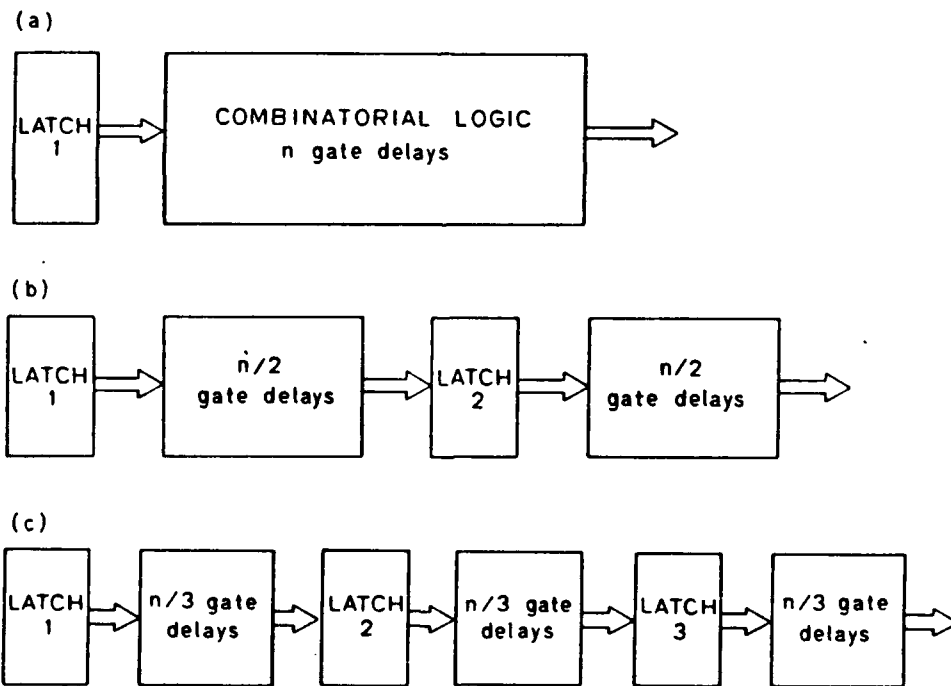 (a)
LATCH
1
COMBINATORIAL LOGIC
n gate delays
(b)
LATCH
1
n/2
gate delays
LATCH
2
n/2
gate delays
(c)
LATCH
1
n/3 gate
delays
LATCH
2
n/3 gate
delays
LATCH
3
n/3 gate
delays